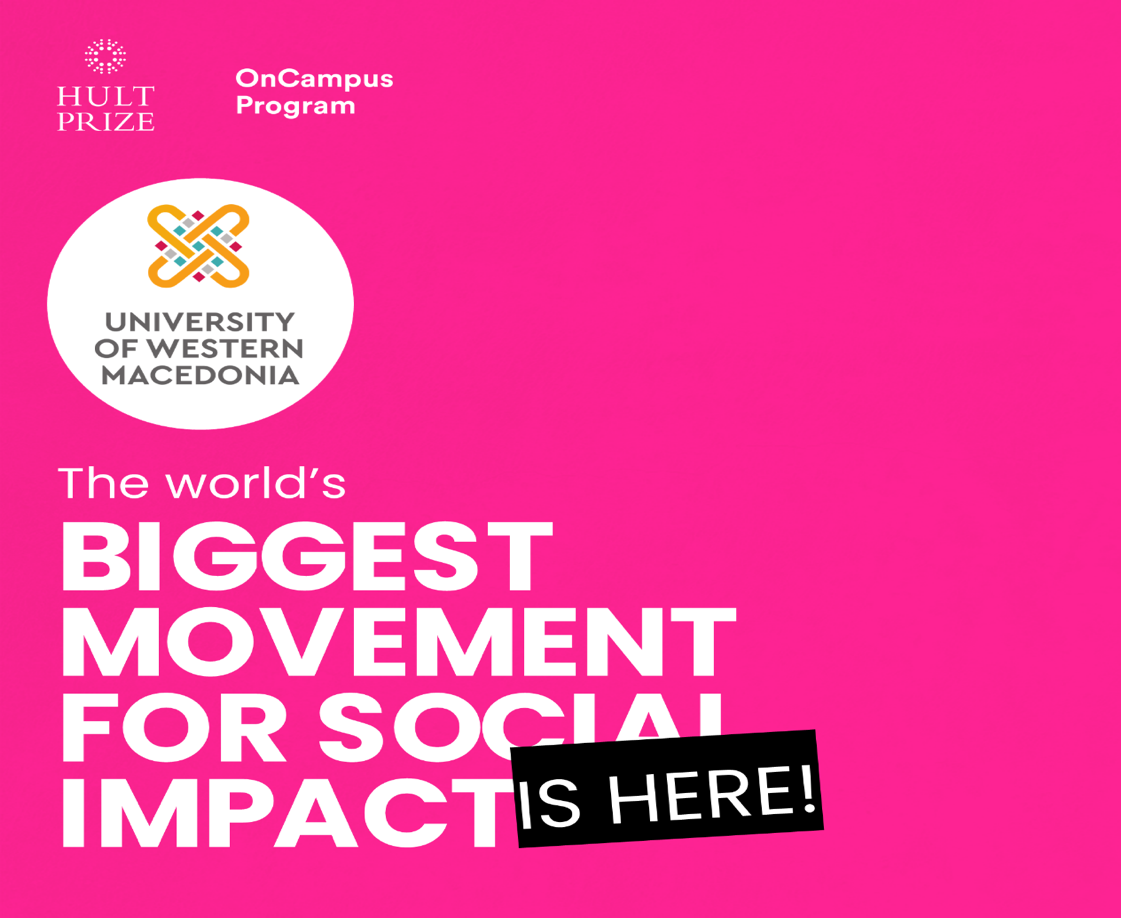 HULT
PRIZE
OnCampus
Program
UNIVERSITY
OF WESTERN
MACEDONIA
The world's
BIGGEST
MOVEMENT
FOR SOCIAL
IMPACT
IS HERE!